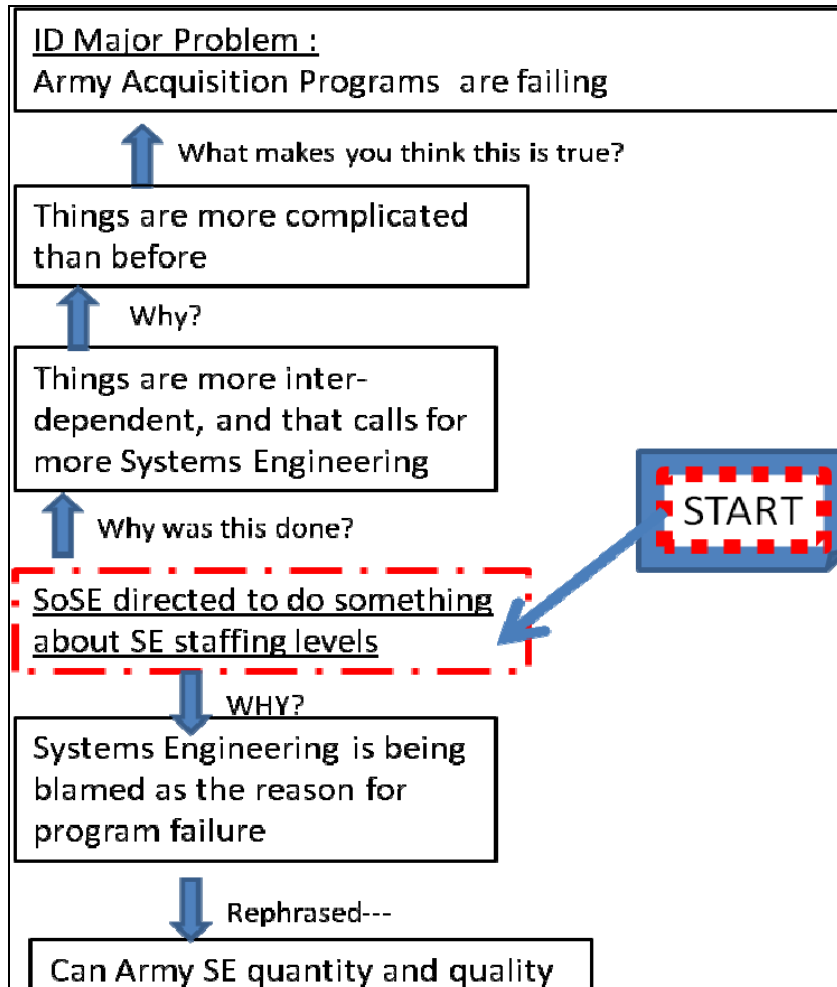 ID Major Problem :
Army Acquisition Programs are failing
What makes you think this is true?
Things are more complicated
than before
Why?
Things are more inter-
dependent, and that calls for
more Systems Engineering
START
Why was this done?
SoSE directed to do something
about SE staffing levels
WHY?
Systems Engineering is being
blamed as the reason for
program failure
Rephrased---
Can Army SE quantity and quality